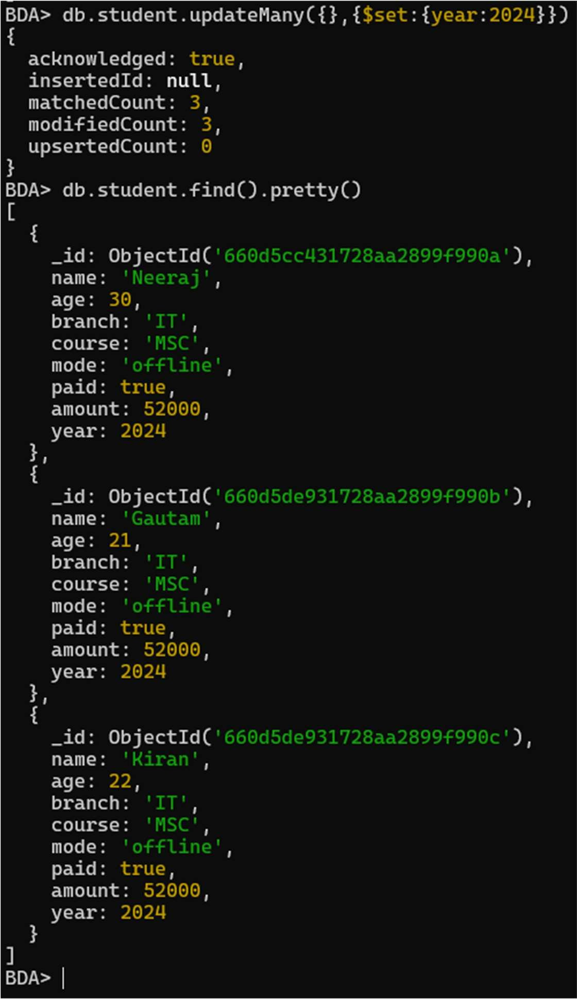 BDA> db.student.updateMany({},{$set:{year:2024}})
{
  acknowledged: true,
  insertedId: null,
  matchedCount: 3,
  modifiedCount: 3,
  upsertedCount: 0
}
BDA> db.student.find().pretty()
[
  {
    _id: ObjectId('660d5cc431728aa2899f990a'),
    name: 'Neeraj',
    age: 30,
    branch: 'IT',
    course: 'MSC',
    mode: 'offline',
    paid: true,
    amount: 52000,
    year: 2024
  },
  {
    _id: ObjectId('660d5de931728aa2899f990b'),
    name: 'Gautam',
    age: 21,
    branch: 'IT',
    course: 'MSC',
    mode: 'offline',
    paid: true,
    amount: 52000,
    year: 2024
  },
  {
    _id: ObjectId('660d5de931728aa2899f990c'),
    name: 'Kiran',
    age: 22,
    branch: 'IT',
    course: 'MSC',
    mode: 'offline',
    paid: true,
    amount: 52000,
    year: 2024
  }
]
BDA>